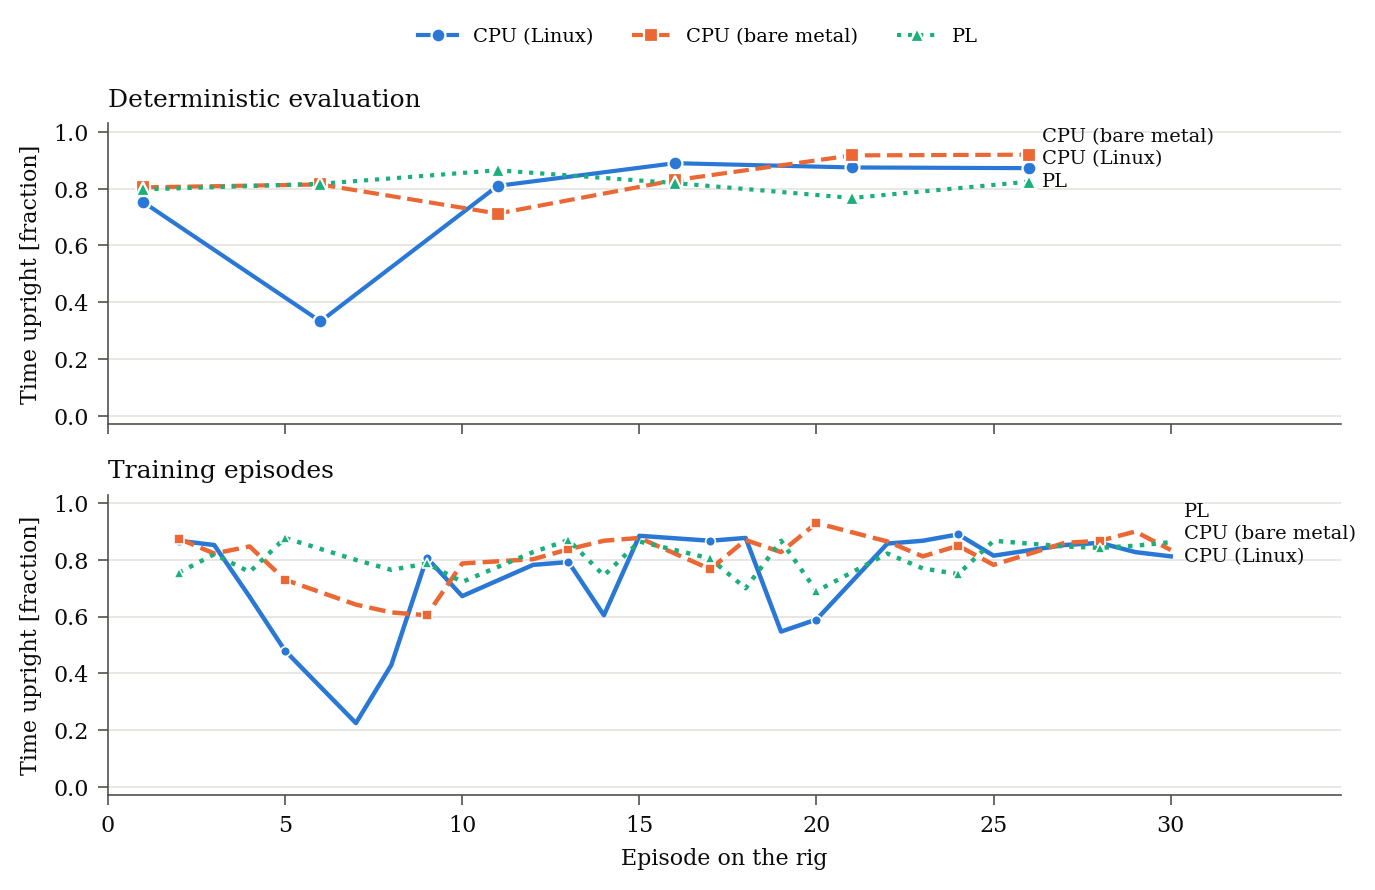 CPU (Linux) CPU (bare metal) PL
Deterministic evaluation
Time upright [fraction]
1.0
0.8
0.6
0.4
0.2
0.0
CPU (bare metal)
CPU (Linux)
PL
Training episodes
Time upright [fraction]
1.0
0.8
0.6
0.4
0.2
0.0
PL
CPU (bare metal)
CPU (Linux)
0 5 10 15 20 25 30
Episode on the rig